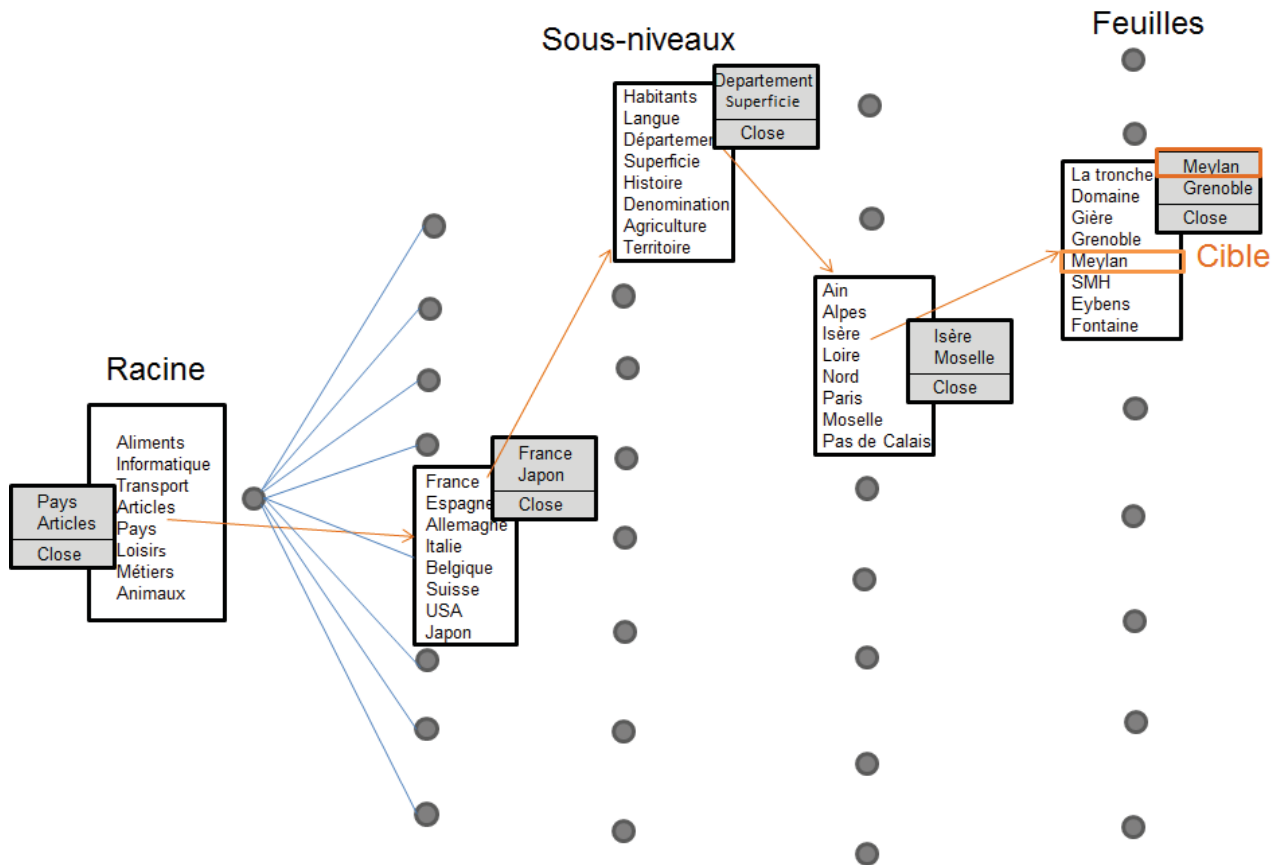 Feuilles
Sous-niveaux
Racine
Aliments
Informatique
Transport
Articles
Pays
Loisirs
Métiers
Animaux
Pays
Articles
Close
France
Espagne
Allemagne
Italie
Belgique
Suisse
USA
Japon
France
Japon
Close
Habitants
Langue
Départemen
Superficie
Histoire
Denomination
Agriculture
Territoire
Departement
Superficie
Close
Ain
Alpes
Isère
Loire
Nord
Paris
Moselle
Pas de Calais
Isère
Moselle
Close
La tronche
Domaine
Gière
Grenoble
Meylan
SMH
Eybens
Fontaine
Meylan
Grenoble
Close
Cible